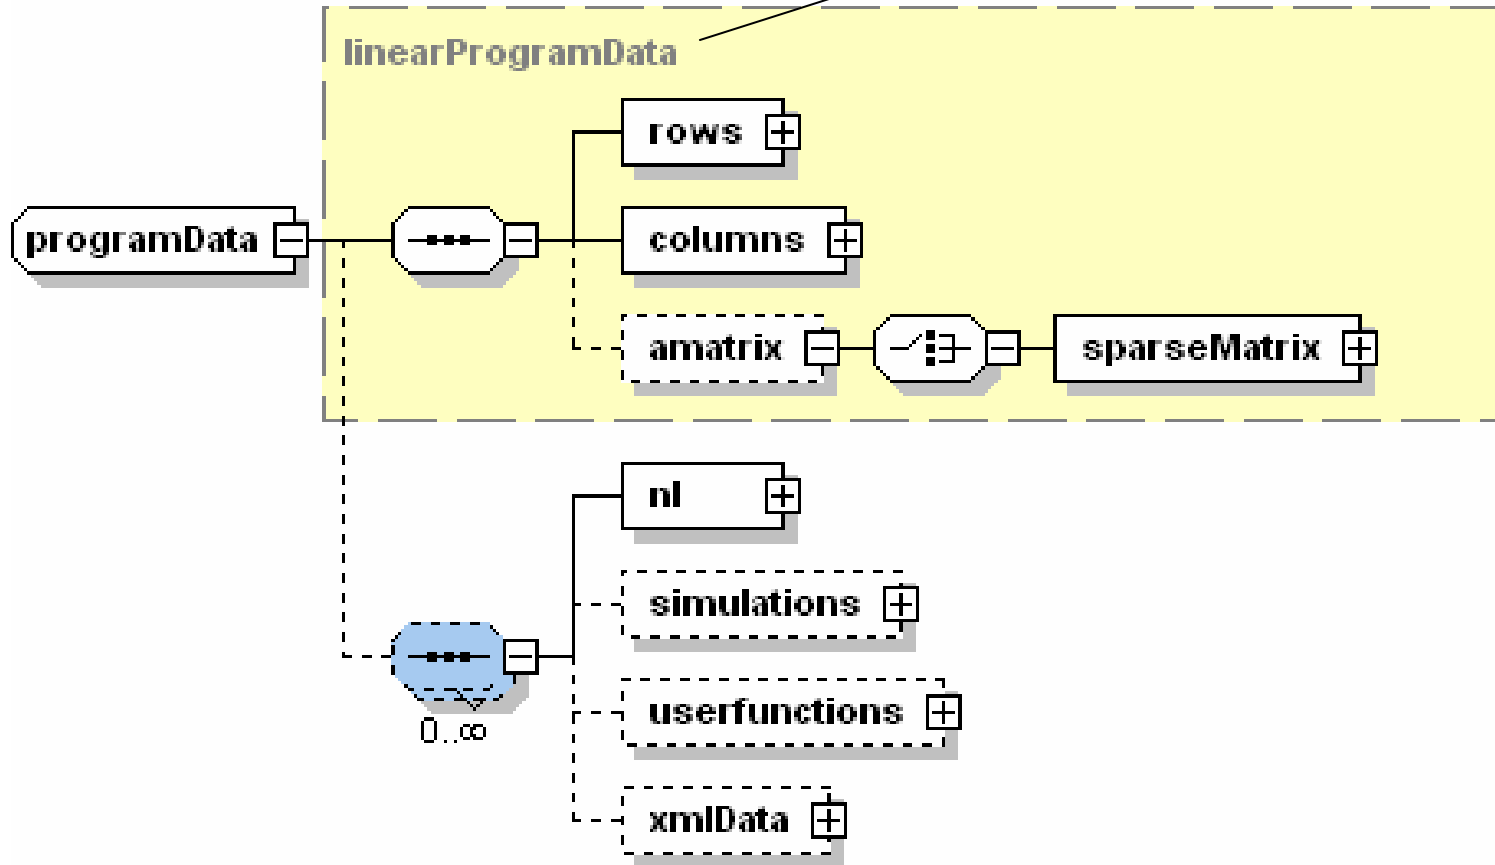 linearProgramData
rows
programData
columns
amatrix
sparseMatrix
nl
simulations
userfunctions
0..∞
xmlData